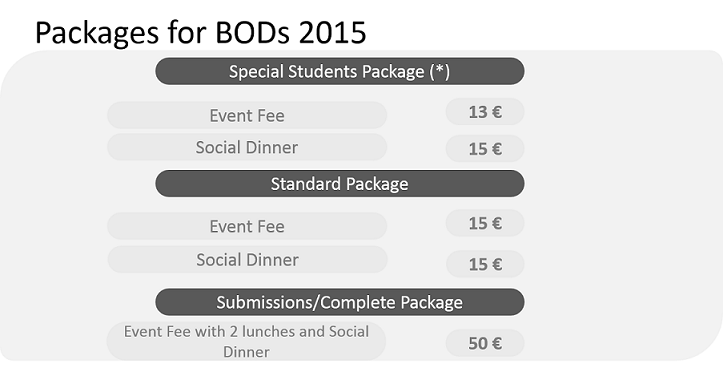 Packages for BODs 2015
Special Students Package (*)
Event Fee 13 €
Social Dinner 15 €
Standard Package
Event Fee 15 €
Social Dinner 15 €
Submissions/Complete Package
Event Fee with 2 lunches and Social
Dinner
50 €